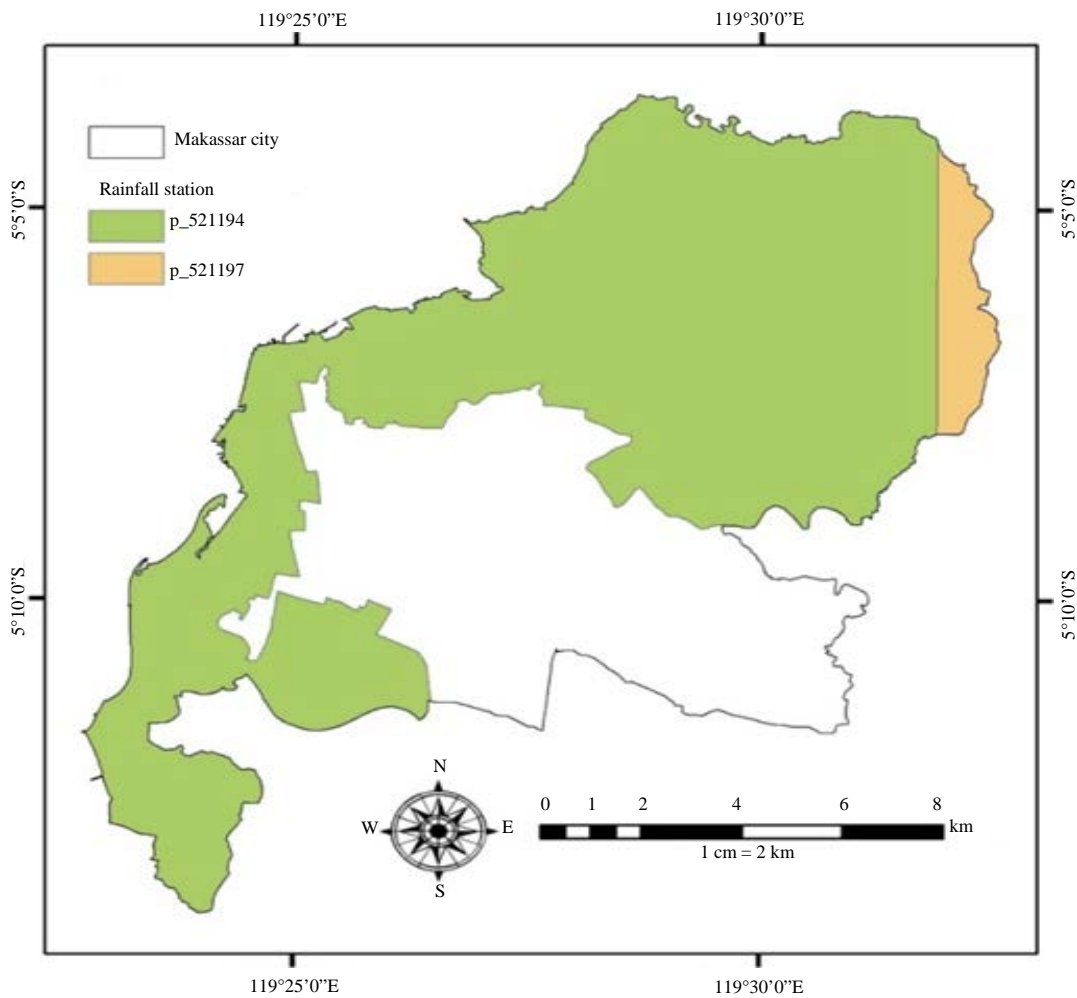 119°25'0”E
119°30'0”E
Makassar city
Rainfall station
p_521194
p_521197
5°5'0”S
5°5'0”S
5°10'0”S
5°10'0”S
N
W
E
S
0 1 2 4 6 8
km
1 cm = 2 km
119°25'0”E
119°30'0”E